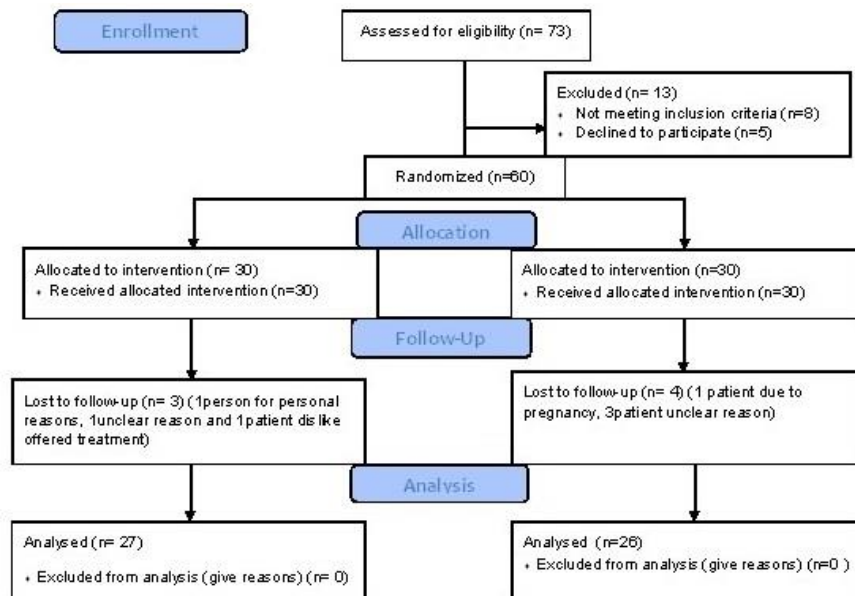 Enrollment
Assessed for eligibility (n= 73)
Excluded (n= 13)
♦ Not meeting inclusion criteria (n=8)
♦ Declined to participate (n=5)
Randomized (n=60)
Allocation
Allocated to intervention (n= 30)
♦ Received allocated intervention (n=30)
Allocated to intervention (n=30)
♦ Received allocated intervention (n=30)
Follow-Up
Lost to follow-up (n= 3) (1person for personal
reasons, 1unclear reason and 1patient dislike
offered treatment)
Lost to follow-up (n= 4) (1 patient due to
pregnancy, 3patient unclear reason)
Analysis
Analysed (n= 27)
♦ Excluded from analysis (give reasons) (n= 0)
Analysed (n=26)
♦ Excluded from analysis (give reasons) (n=0 )